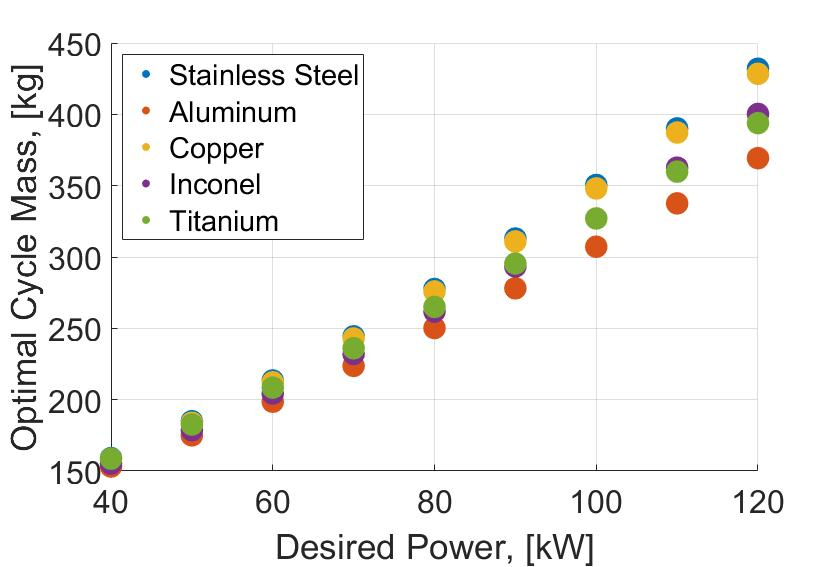 450
400
350
300
250
200
150
Optimal Cycle Mass, [kg]
Stainless Steel
Aluminum
Copper
Inconel
Titanium
40
60
80
100
120
Desired Power, [kW]